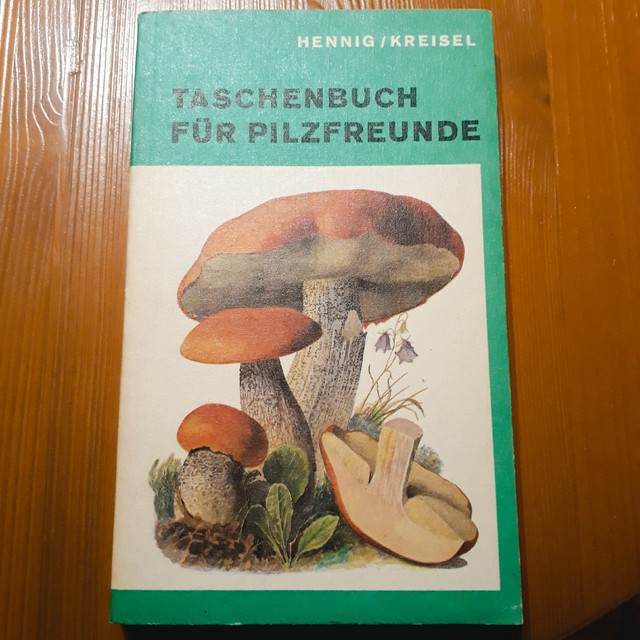 HENNIG/KREISEL
TASCHENBUCH
FÜR PILZFREUNDE